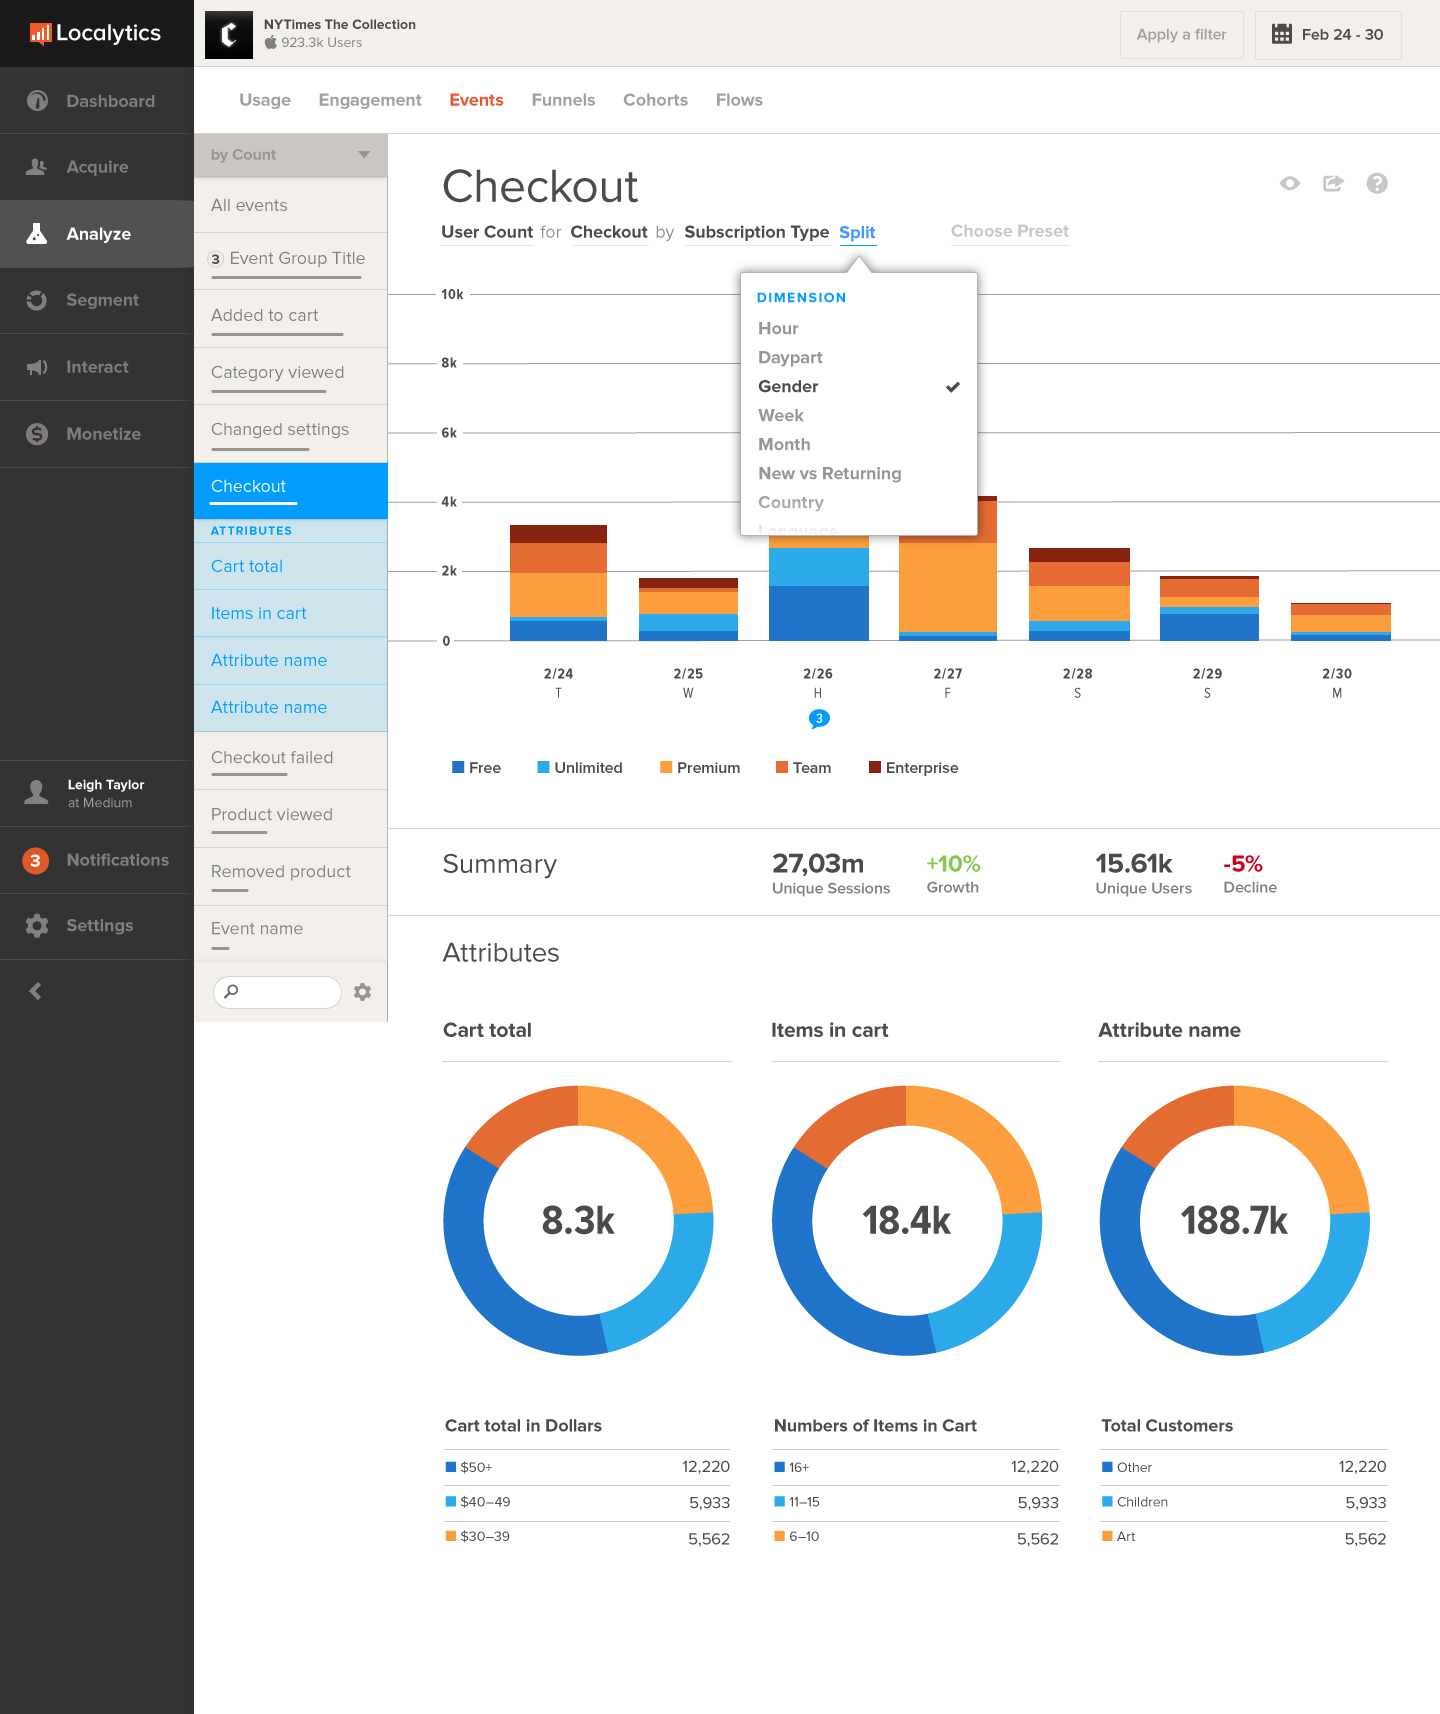 Localytics
NYTimes The Collection
923.3k Users
Apply a filter
Feb 24 - 30
Dashboard
Acquire
Analyze
Segment
Interact
Monetize
Leigh Taylor
at Medium
3 Notifications
Settings
Usage Engagement Events Funnels Cohorts Flows
by Count
All events
3 Event Group Title
Added to cart
Category viewed
Changed settings
Checkout
ATTRIBUTES
Cart total
Items in cart
Attribute name
Attribute name
Checkout failed
Product viewed
Removed product
Event name
Checkout
User Count for Checkout by Subscription Type Split
Choose Preset
DIMENSION
Hour
Daypart
Gender
Week
Month
New vs Returning
Country
Language
10k
8k
6k
4k
2k
0
2/24 2/25 2/26 2/27 2/28 2/29 2/30
T W H F S S M
3
Free Unlimited Premium Team Enterprise
Summary
27,03m
Unique Sessions
+10%
Growth
15.61k
Unique Users
-5%
Decline
Attributes
Cart total
8.3k
Cart total in Dollars
$50+ 12,220
$40–49 5,933
$30–39 5,562
Items in cart
18.4k
Numbers of Items in Cart
16+ 12,220
11–15 5,933
6–10 5,562
Attribute name
188.7k
Total Customers
Other 12,220
Children 5,933
Art 5,562